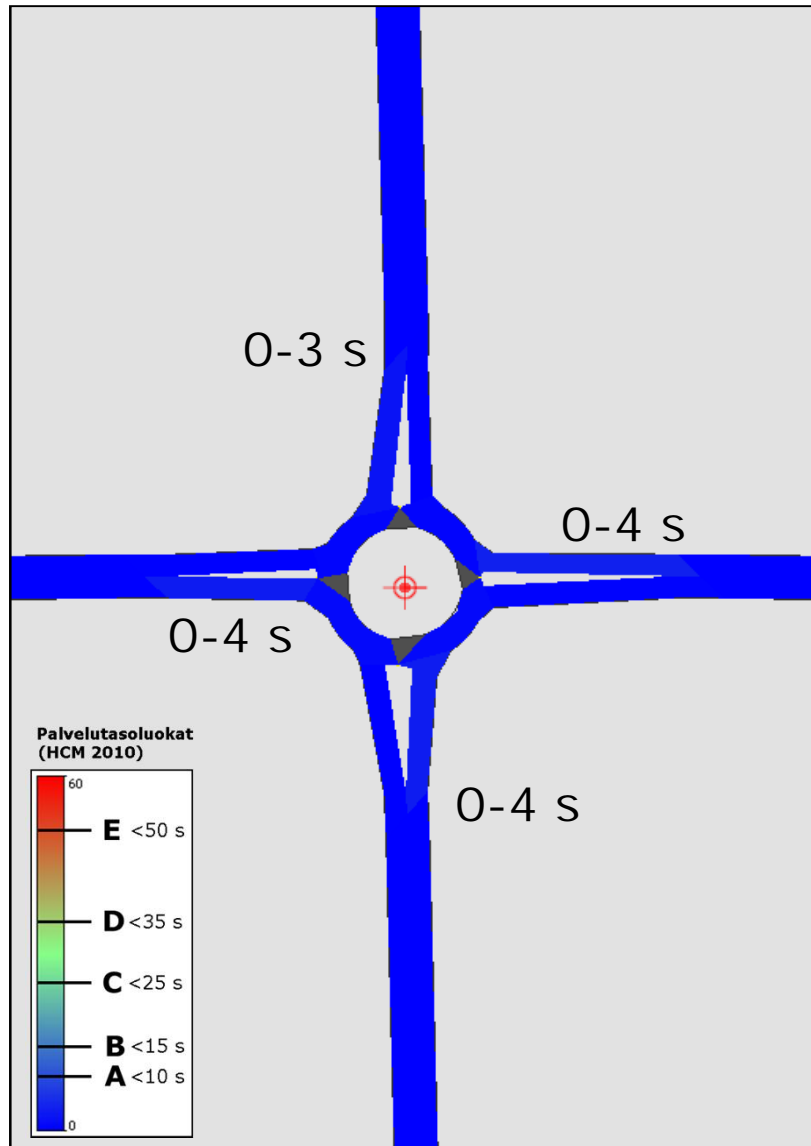 0-3 s
0-4 s
0-4 s
0-4 s
Palvelutasoluokat
(HCM 2010)
60
E <50 s
D <35 s
C <25 s
B <15 s
A <10 s
0